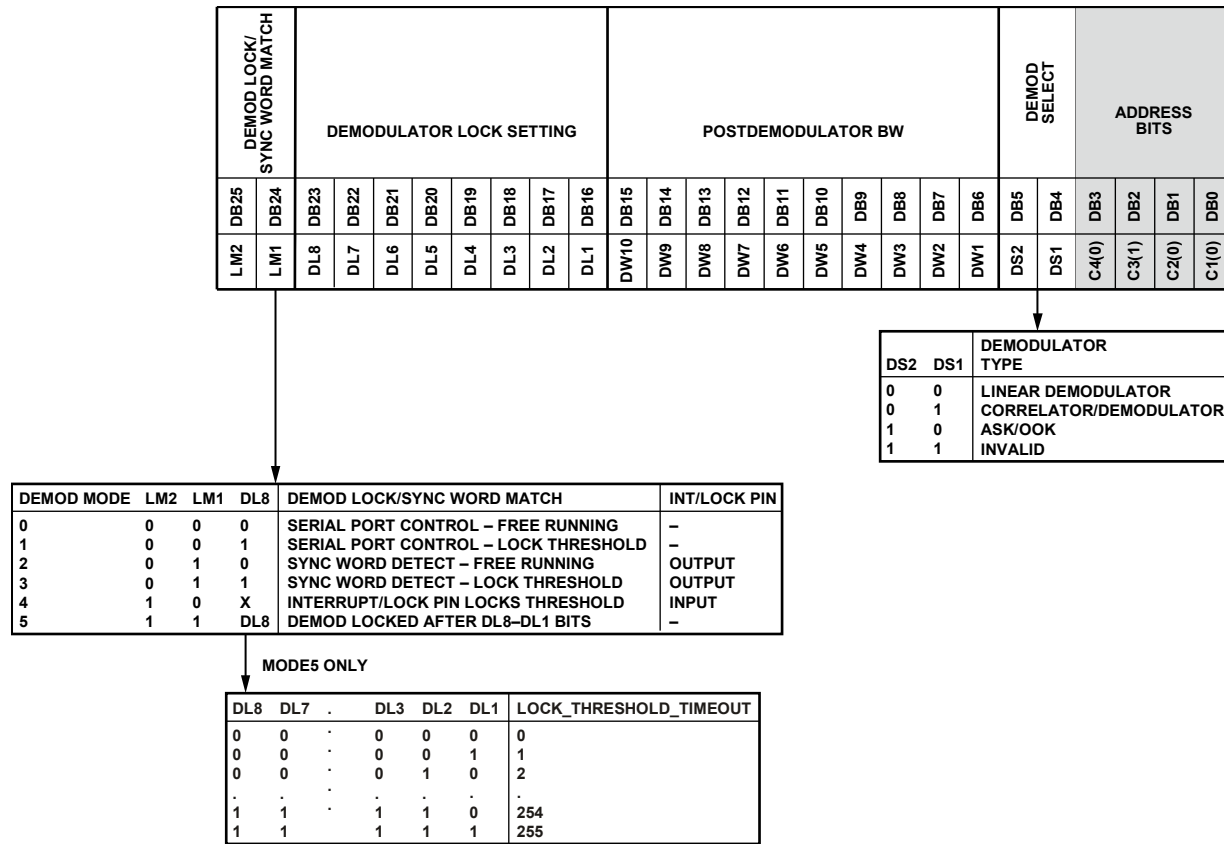 DEMOD LOCK/
SYNC WORD MATCH
DEMODULATOR LOCK SETTING
POSTDEMODULATOR BW
DEMOD
SELECT
ADDRESS
BITS
DB25 DB24 DB23 DB22 DB21 DB20 DB19 DB18 DB17 DB16 DB15 DB14 DB13 DB12 DB11 DB10 DB9 DB8 DB7 DB6 DB5 DB4 DB3 DB2 DB1 DB0
LM2 LM1 DL8 DL7 DL6 DL5 DL4 DL3 DL2 DL1 DW10 DW9 DW8 DW7 DW6 DW5 DW4 DW3 DW2 DW1 DS2 DS1 C4(0) C3(1) C2(0) C1(0)
DS2 DS1 DEMODULATOR
TYPE
0 0 LINEAR DEMODULATOR
0 1 CORRELATOR/DEMODULATOR
1 0 ASK/OOK
1 1 INVALID
DEMOD MODE LM2 LM1 DL8 DEMOD LOCK/SYNC WORD MATCH INT/LOCK PIN
0 0 0 0 SERIAL PORT CONTROL – FREE RUNNING –
1 0 0 1 SERIAL PORT CONTROL – LOCK THRESHOLD –
2 0 1 0 SYNC WORD DETECT – FREE RUNNING OUTPUT
3 0 1 1 SYNC WORD DETECT – LOCK THRESHOLD OUTPUT
4 1 0 X INTERRUPT/LOCK PIN LOCKS THRESHOLD INPUT
5 1 1 DL8 DEMOD LOCKED AFTER DL8–DL1 BITS –
MODE5 ONLY
DL8 DL7 . DL3 DL2 DL1 LOCK_THRESHOLD_TIMEOUT
0 0 . 0 0 0 0
0 0 . 0 0 1 1
0 0 . 0 1 0 2
. . . . . . .
1 1 . 1 1 0 254
1 1 1 1 1 255